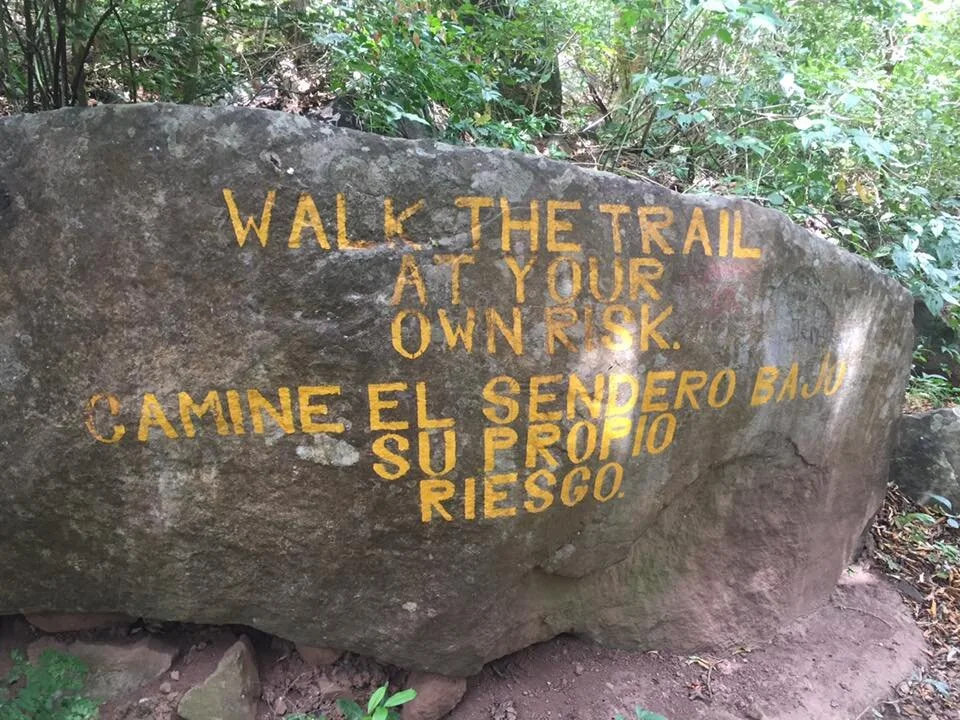 WALK THE TRAIL
AT YOUR
OWN RISK.
CAMINE EL SENDERO BAJO
SU PROPIO
RIESGO.